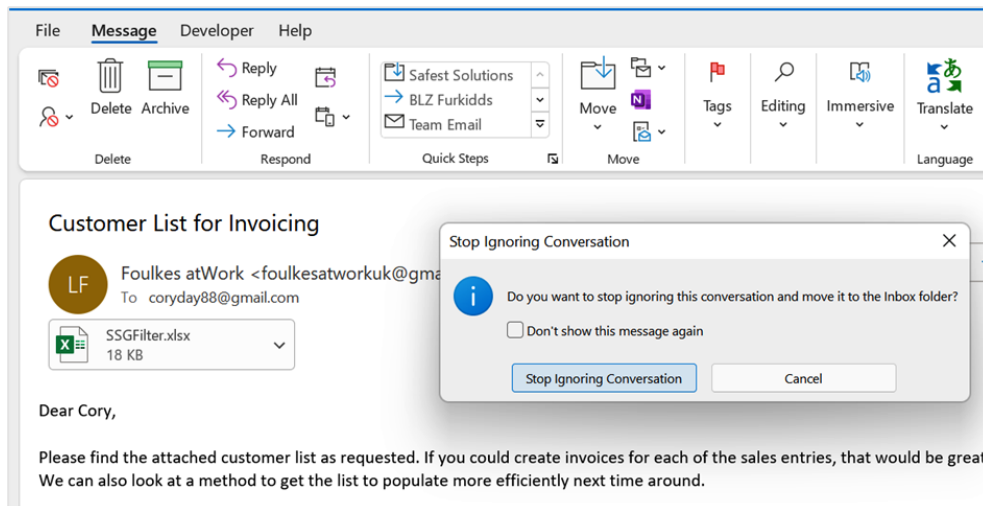 File Message Developer Help
Delete Archive
Reply
Reply All
Forward
Safest Solutions
BLZ Furkidds
Team Email
Move
Tags
Editing
Immersive
Translate
Delete Respond Quick Steps Move Language
Customer List for Invoicing
LF
Foulkes atWork <foulkesatworkuk@gma
To coryday88@gmail.com
SSGFilter.xlsx
18 KB
Stop Ignoring Conversation
Do you want to stop ignoring this conversation and move it to the Inbox folder?
Don't show this message again
Stop Ignoring Conversation Cancel
Dear Cory,
Please find the attached customer list as requested. If you could create invoices for each of the sales entries, that would be great
We can also look at a method to get the list to populate more efficiently next time around.